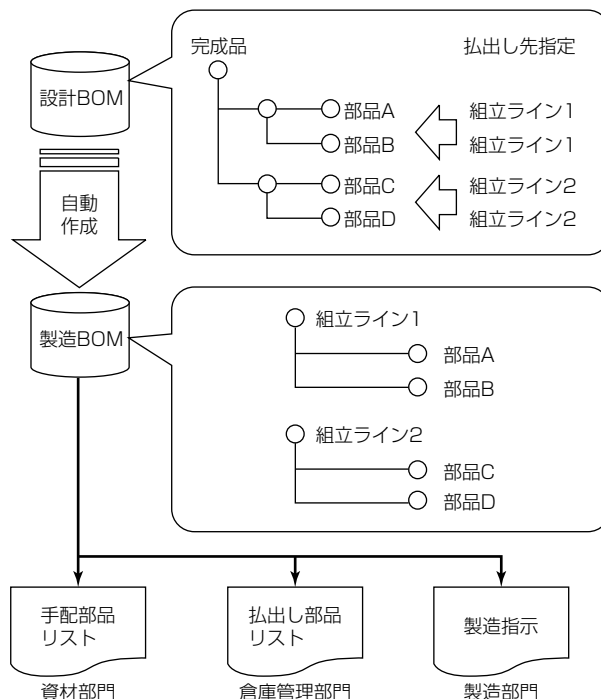 完成品
払出し先指定
設計BOM
部品A
組立ライン1
部品B
組立ライン1
部品C
組立ライン2
部品D
組立ライン2
自動
作成
製造BOM
組立ライン1
部品A
部品B
組立ライン2
部品C
部品D
手配部品
リスト
払出し部品
リスト
製造指示
資材部門
倉庫管理部門
製造部門